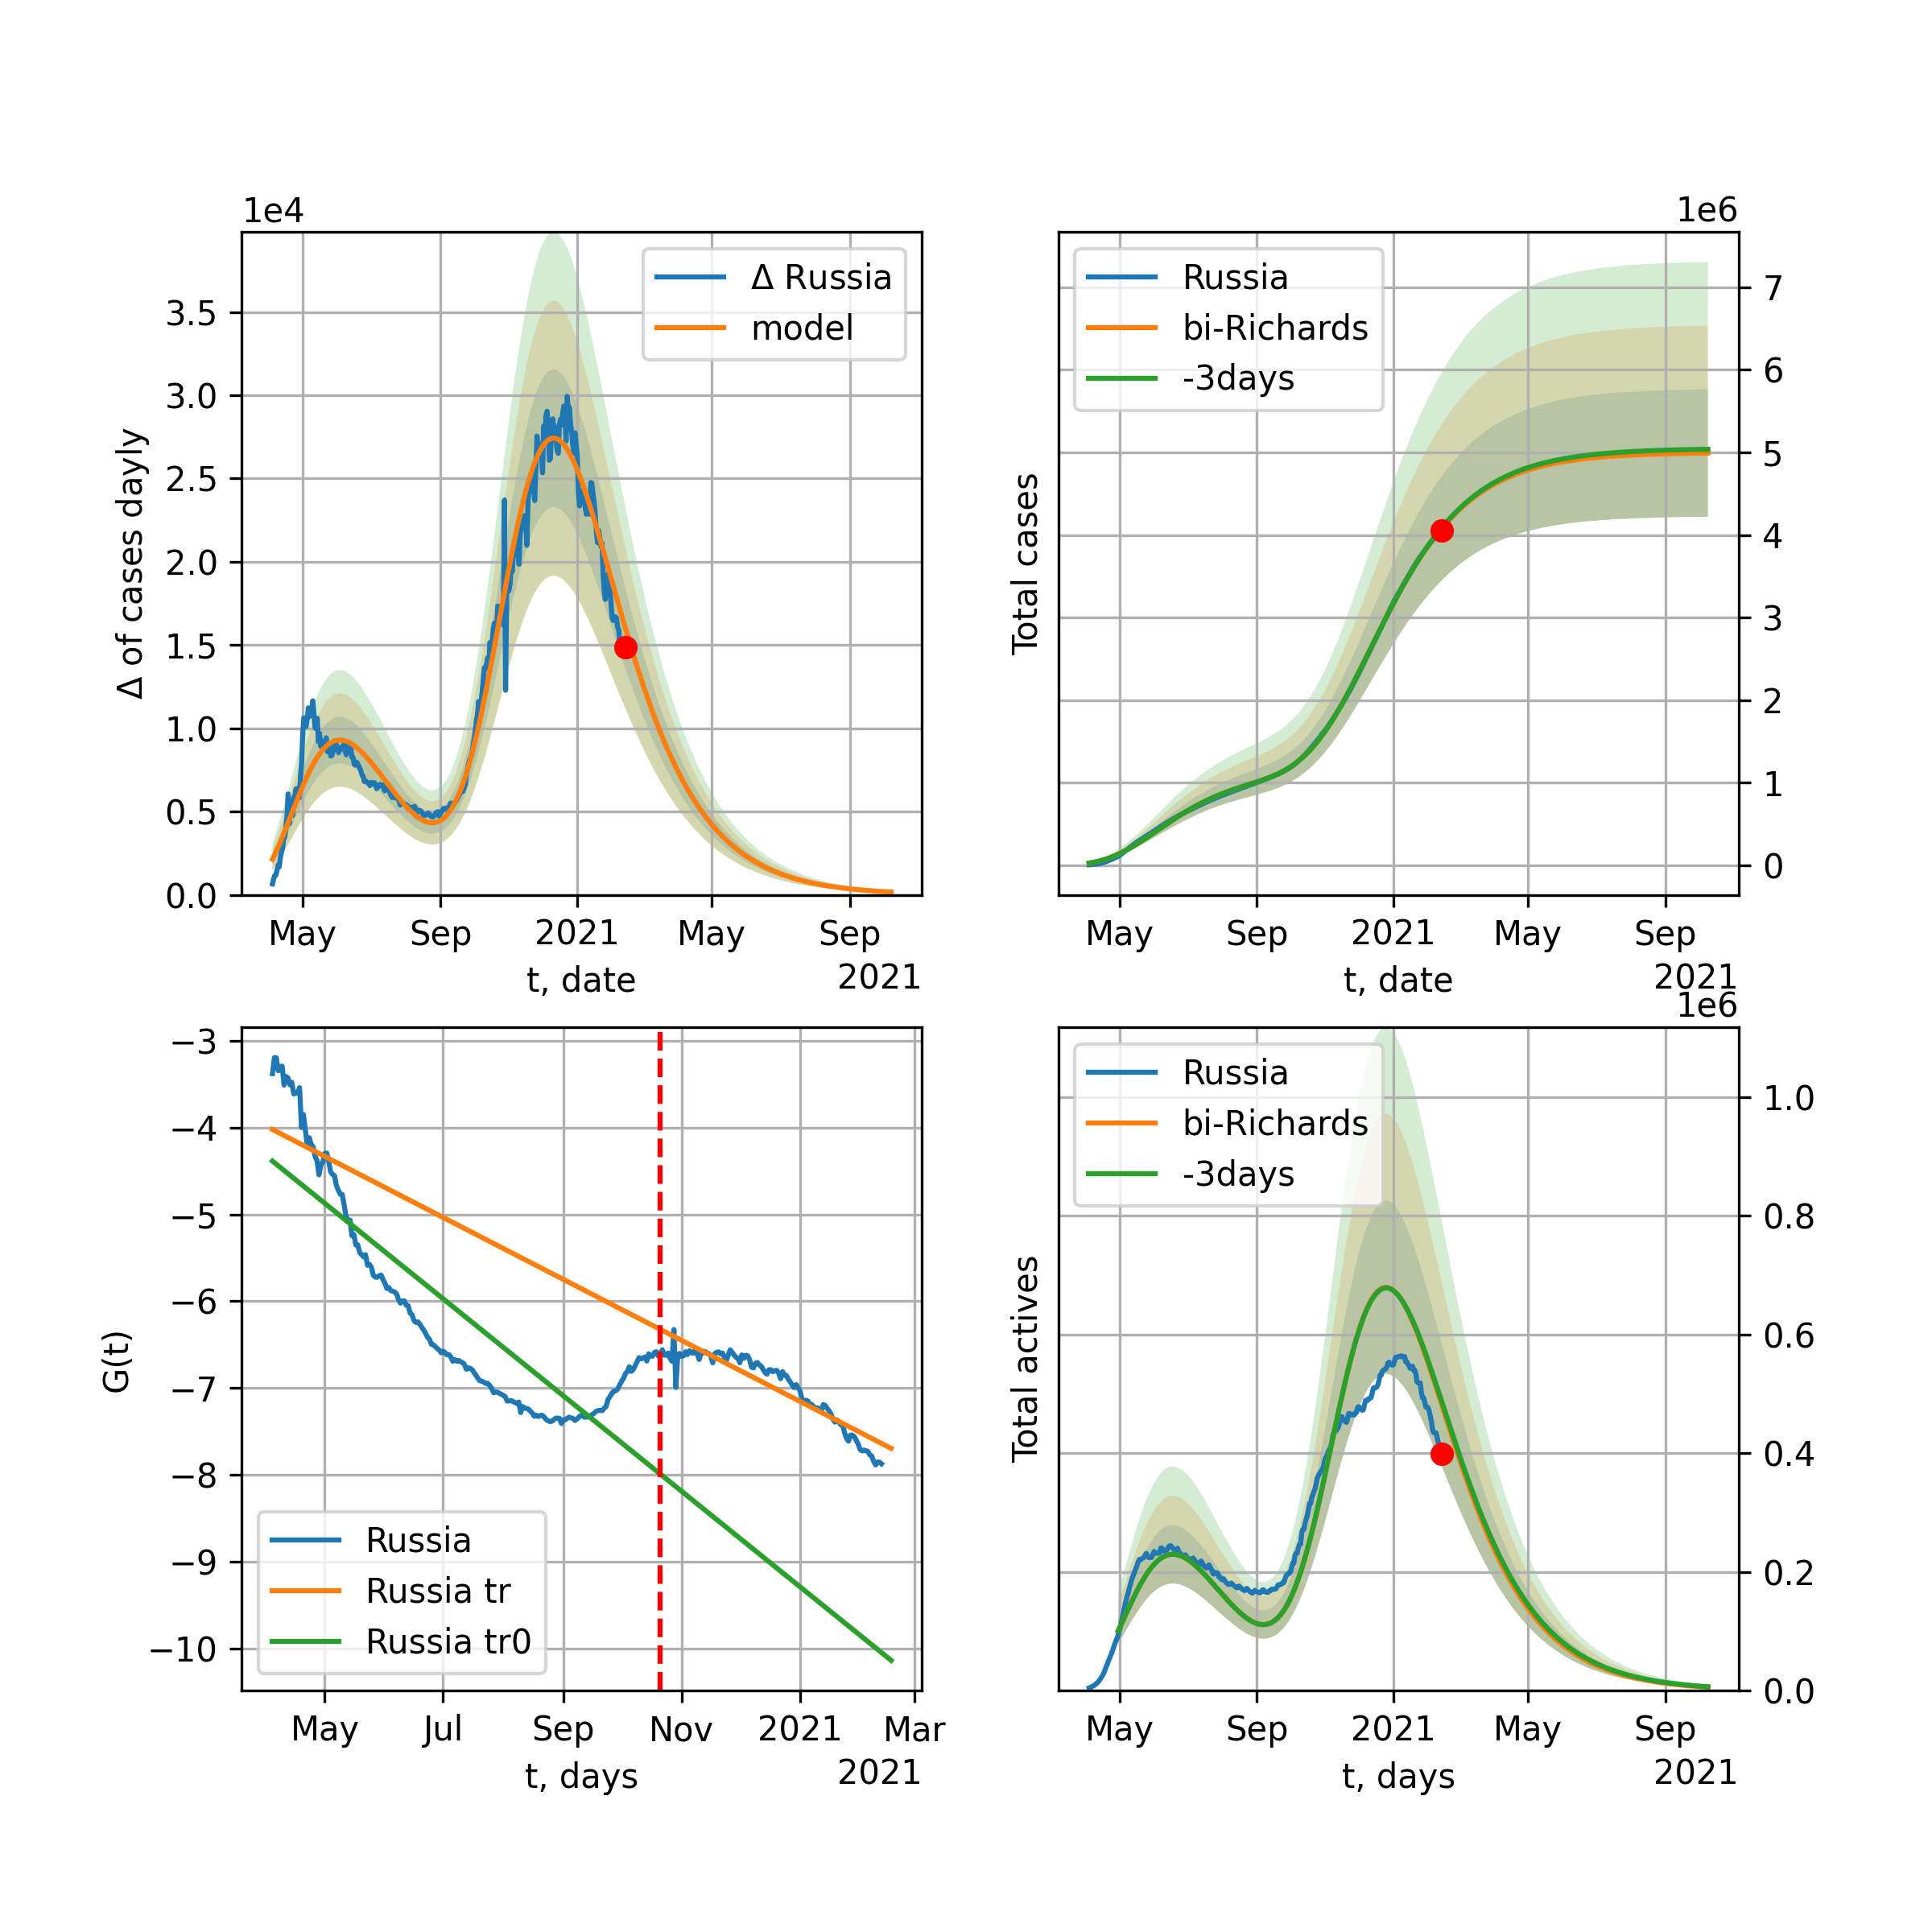 1e4
Δ of cases dayly
3.5
3.0
2.5
2.0
1.5
1.0
0.5
0.0
Δ Russia
model
May Sep 2021 May Sep
t, date
2021
1e6
Total cases
Russia
bi-Richards
-3days
7
6
5
4
3
2
1
0
May Sep 2021 May Sep
t, date
2021
G(t)
−3
−4
−5
−6
−7
−8
−9
−10
Russia
Russia tr
Russia tr0
May Jul Sep Nov 2021 Mar
t, days
2021
1e6
Total actives
Russia
bi-Richards
-3days
1.0
0.8
0.6
0.4
0.2
0.0
May Sep 2021 May Sep
t, days
2021